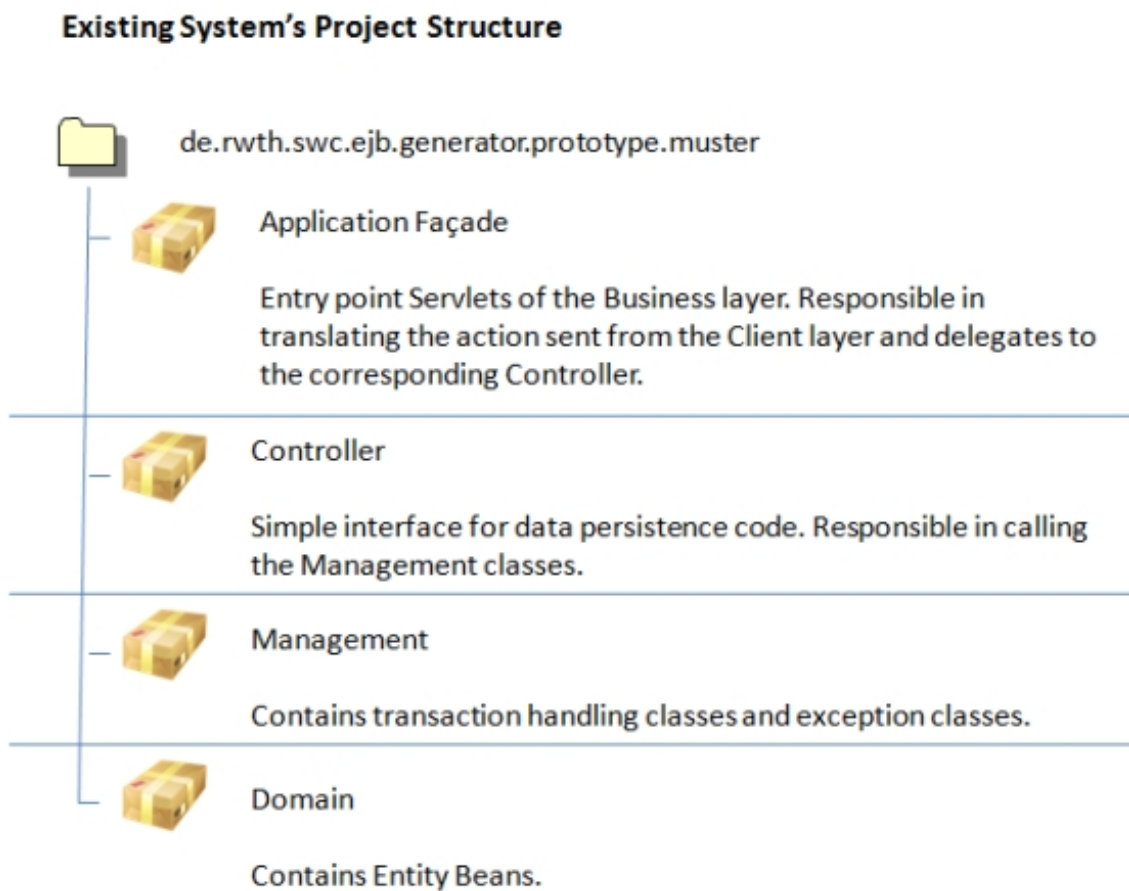 Existing System's Project Structure
de.rwth.swc.ejb.generator.prototype.muster
Application Façade
Entry point Servlets of the Business layer. Responsible in
translating the action sent from the Client layer and delegates to
the corresponding Controller.
Controller
Simple interface for data persistence code. Responsible in calling
the Management classes.
Management
Contains transaction handling classes and exception classes.
Domain
Contains Entity Beans.